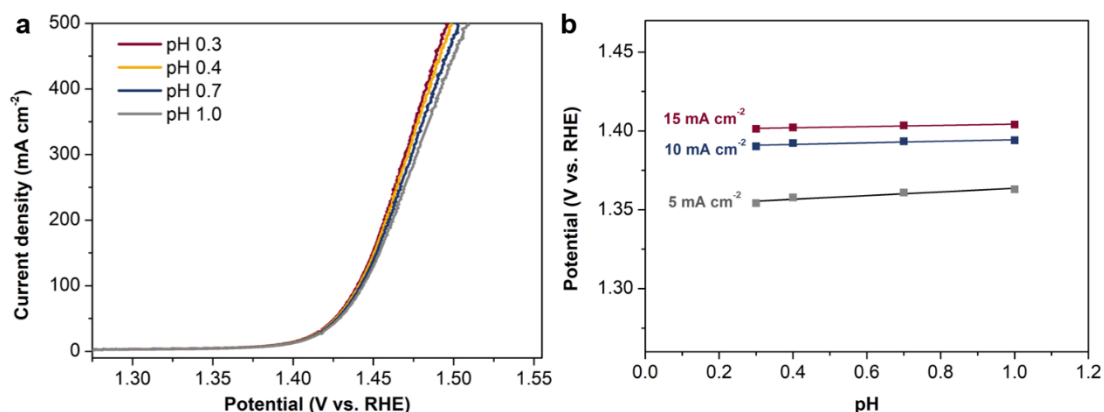 a
500
400
300
200
100
0
Current density (mA cm⁻²)
pH 0.3
pH 0.4
pH 0.7
pH 1.0
1.30 1.35 1.40 1.45 1.50 1.55
Potential (V vs. RHE)
b
1.45
1.40
1.35
1.30
Potential (V vs. RHE)
15 mA cm⁻²
10 mA cm⁻²
5 mA cm⁻²
0.0 0.2 0.4 0.6 0.8 1.0 1.2
pH